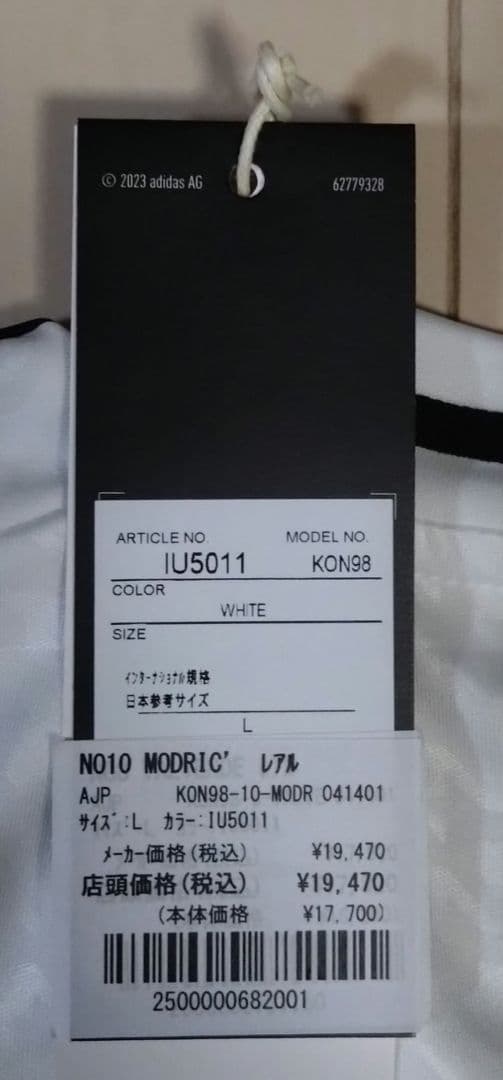 © 2023 adidas AG 62779328
ARTICLE NO. MODEL NO.
IU5011 KON98
COLOR
WHITE
SIZE
ｲﾝﾀｰﾅｼｮﾅﾙ規格
日本参考サイズ
L
NO10 MODRIC' ﾚｱﾙ
AJP KON98-10-MODR 041401
ｻｲｽﾞ:L ｶﾗｰ:IU5011
ﾒｰｶｰ価格(税込) ¥19,470
店頭価格(税込) ¥19,470
(本体価格 ¥17,700)
2500000682001